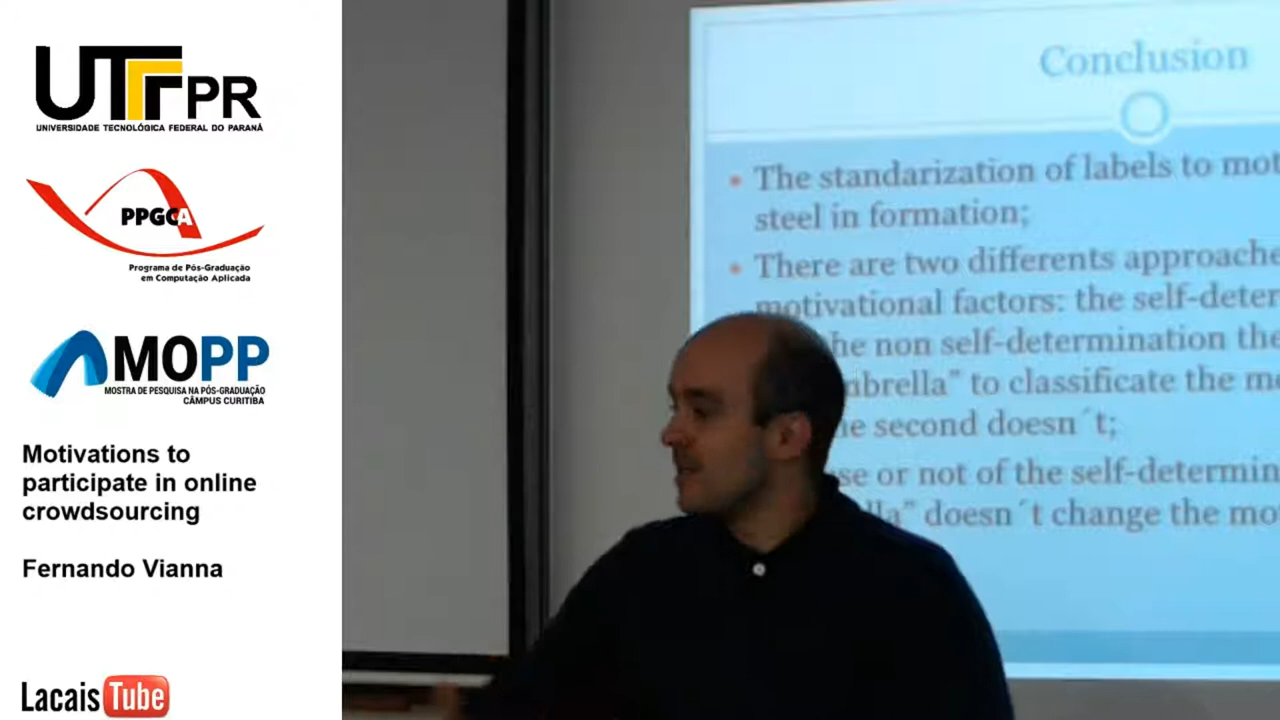 UTFPR
UNIVERSIDADE TECNOLÓGICA FEDERAL DO PARANÁ
PPGCA
Programa de Pós-Graduação
em Computação Aplicada
MOPP
MOSTRA DE PESQUISA NA PÓS-GRADUAÇÃO
CÂMPUS CURITIBA
Motivations to
participate in online
crowdsourcing
Fernando Vianna
LacaisTube
Conclusion
• The standarization of labels to mot
steel in formation;
• There are two differents approache
motivational factors: the self-deter
he non self-determination the
brella” to classificate the m
e second doesn´t;
se or not of the self-determin
lla” doesn´t change the mo